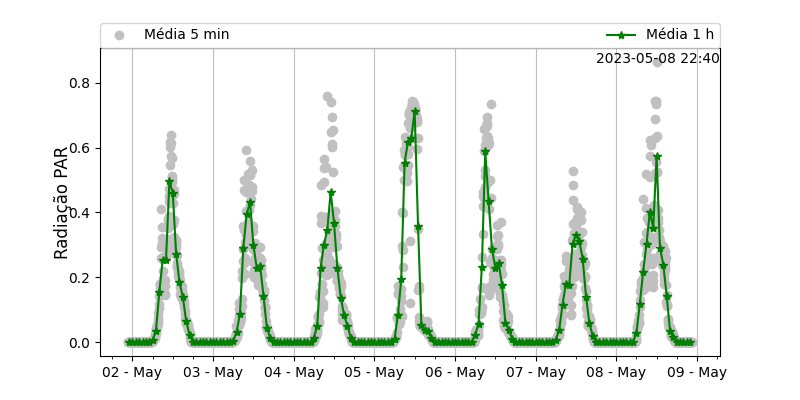 Média 5 min
Média 1 h
2023-05-08 22:40
Radiação PAR
0.8
0.6
0.4
0.2
0.0
02 - May
03 - May
04 - May
05 - May
06 - May
07 - May
08 - May
09 - May